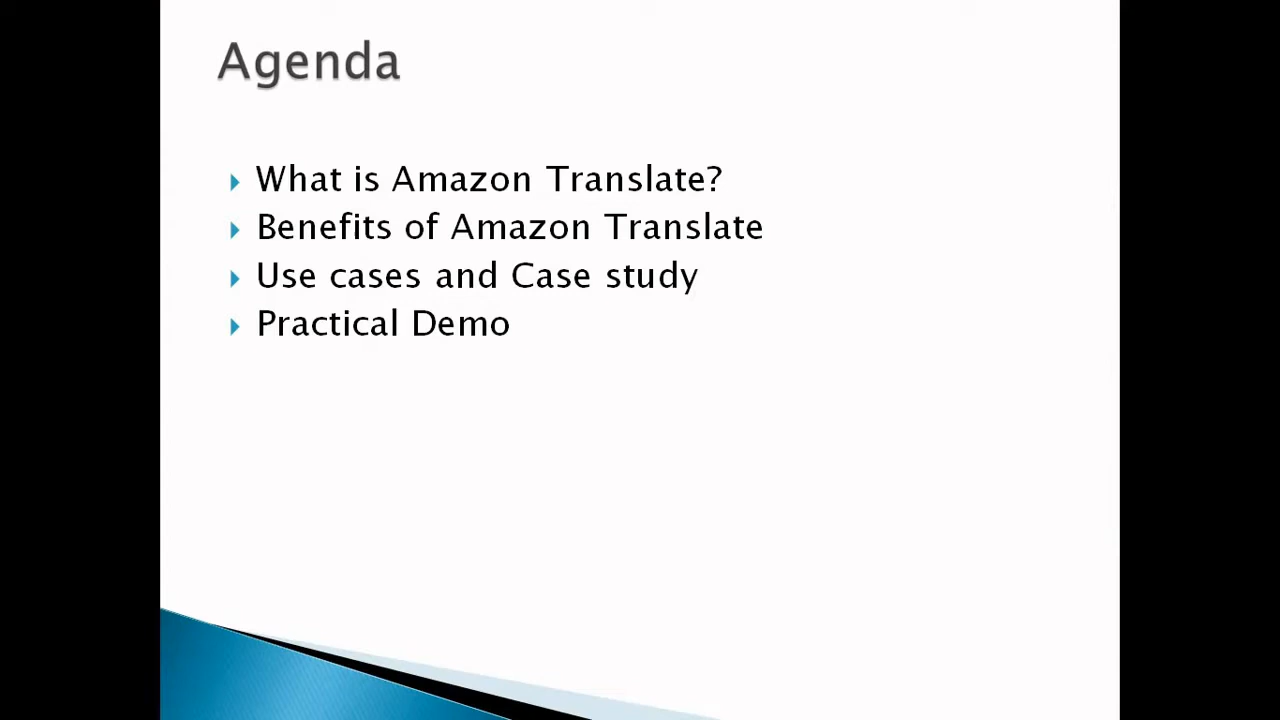 Agenda
What is Amazon Translate?
Benefits of Amazon Translate
Use cases and Case study
Practical Demo